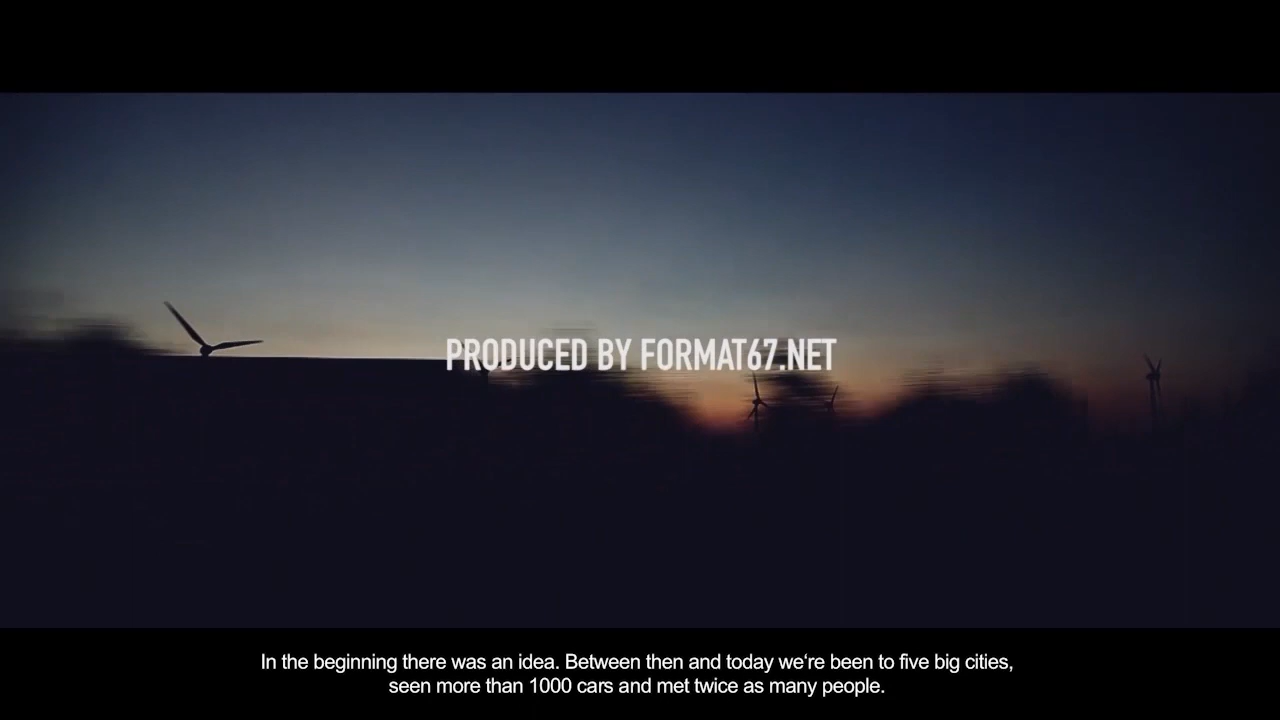 PRODUCED BY FORMAT67.NET
In the beginning there was an idea. Between then and today we‘re been to five big cities,
seen more than 1000 cars and met twice as many people.